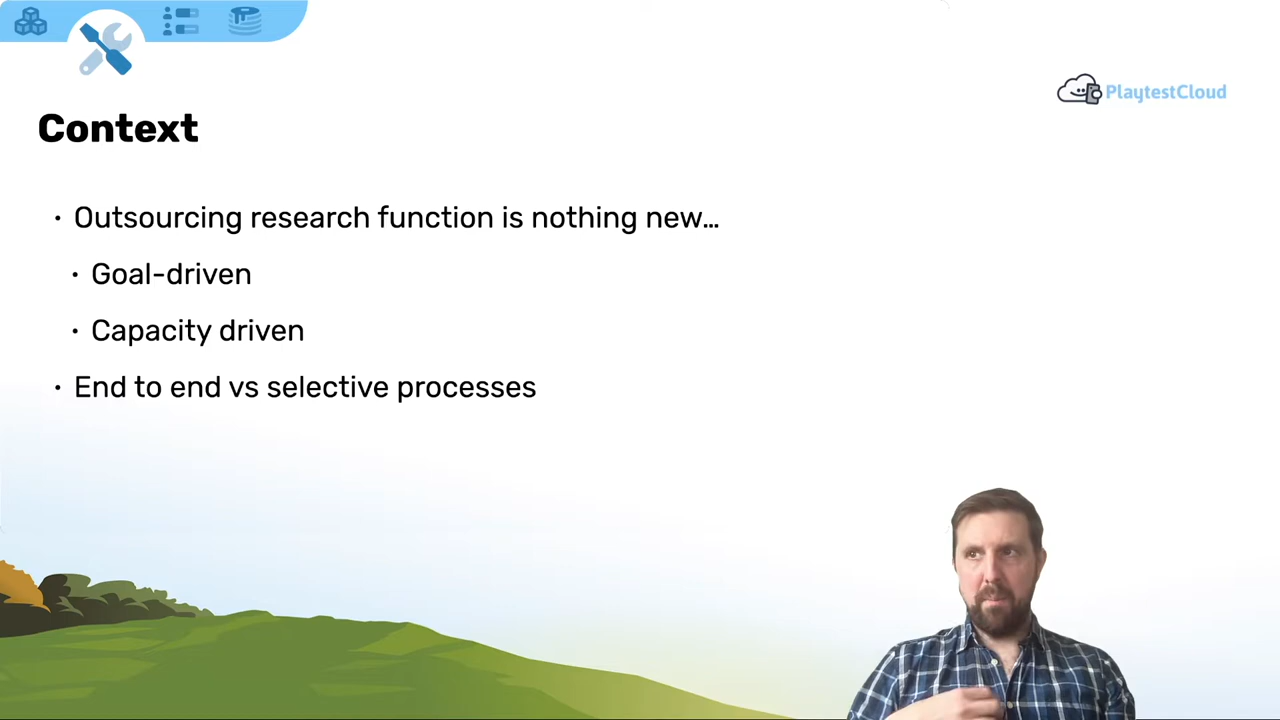 PlaytestCloud
Context
· Outsourcing research function is nothing new…
· Goal-driven
· Capacity driven
· End to end vs selective processes